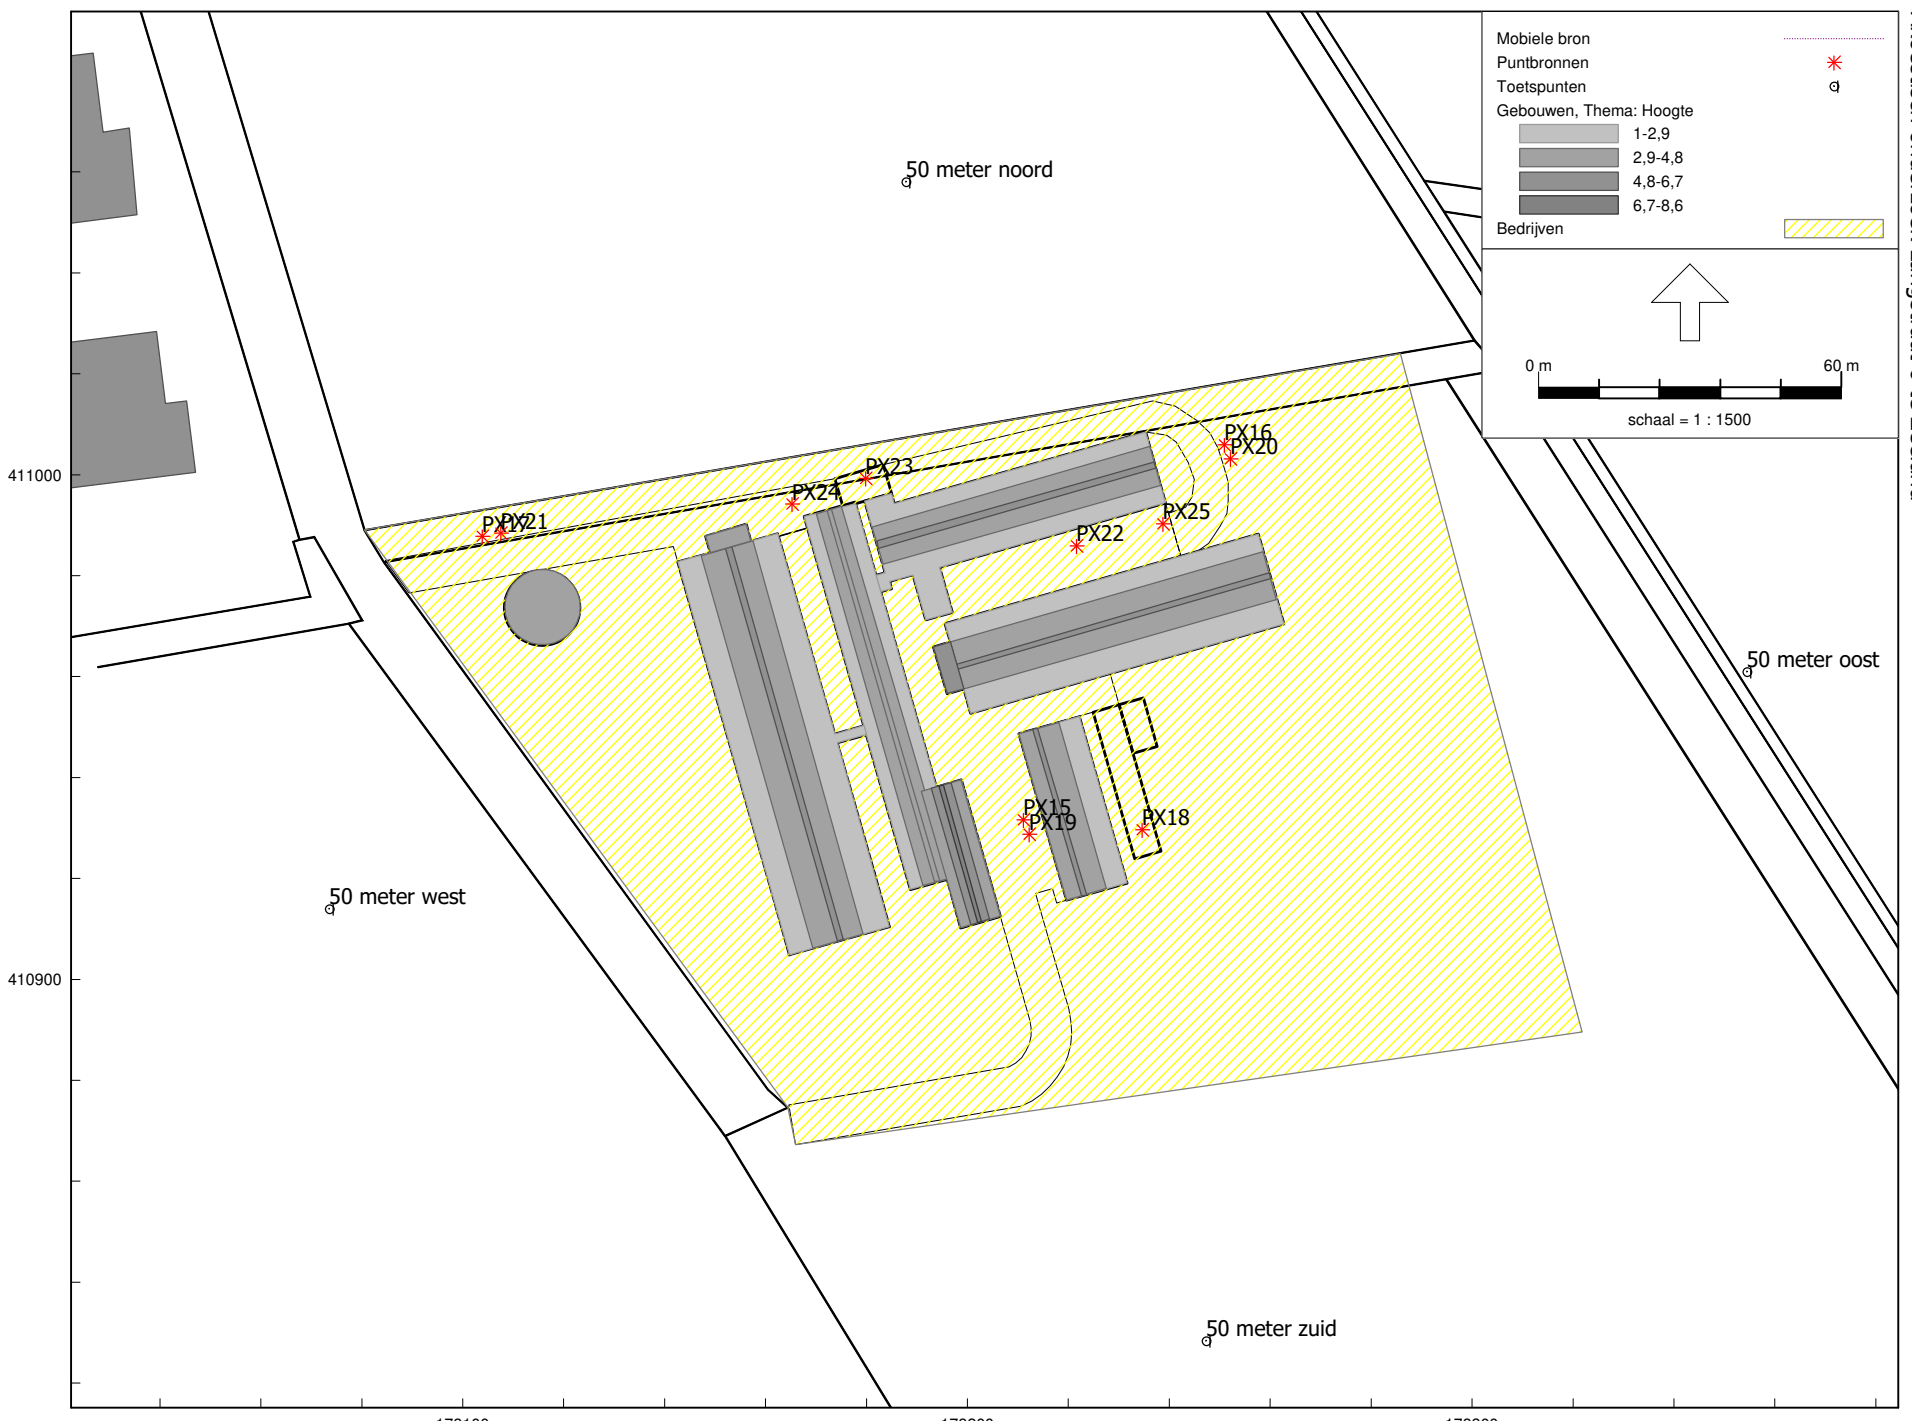 Mobiele bron
Puntbronnen
Toetspunten
Gebouwen, Thema: Hoogte
1-2,9
2,9-4,8
4,8-6,7
6,7-8,6
Bedrijven
0 m
60 m
schaal = 1 : 1500
50 meter noord
411000
PX16
PX20
PX23
PX24
PX17
PX21
PX25
PX22
50 meter oost
PX15
PX19
PX18
50 meter west
410900
50 meter zuid